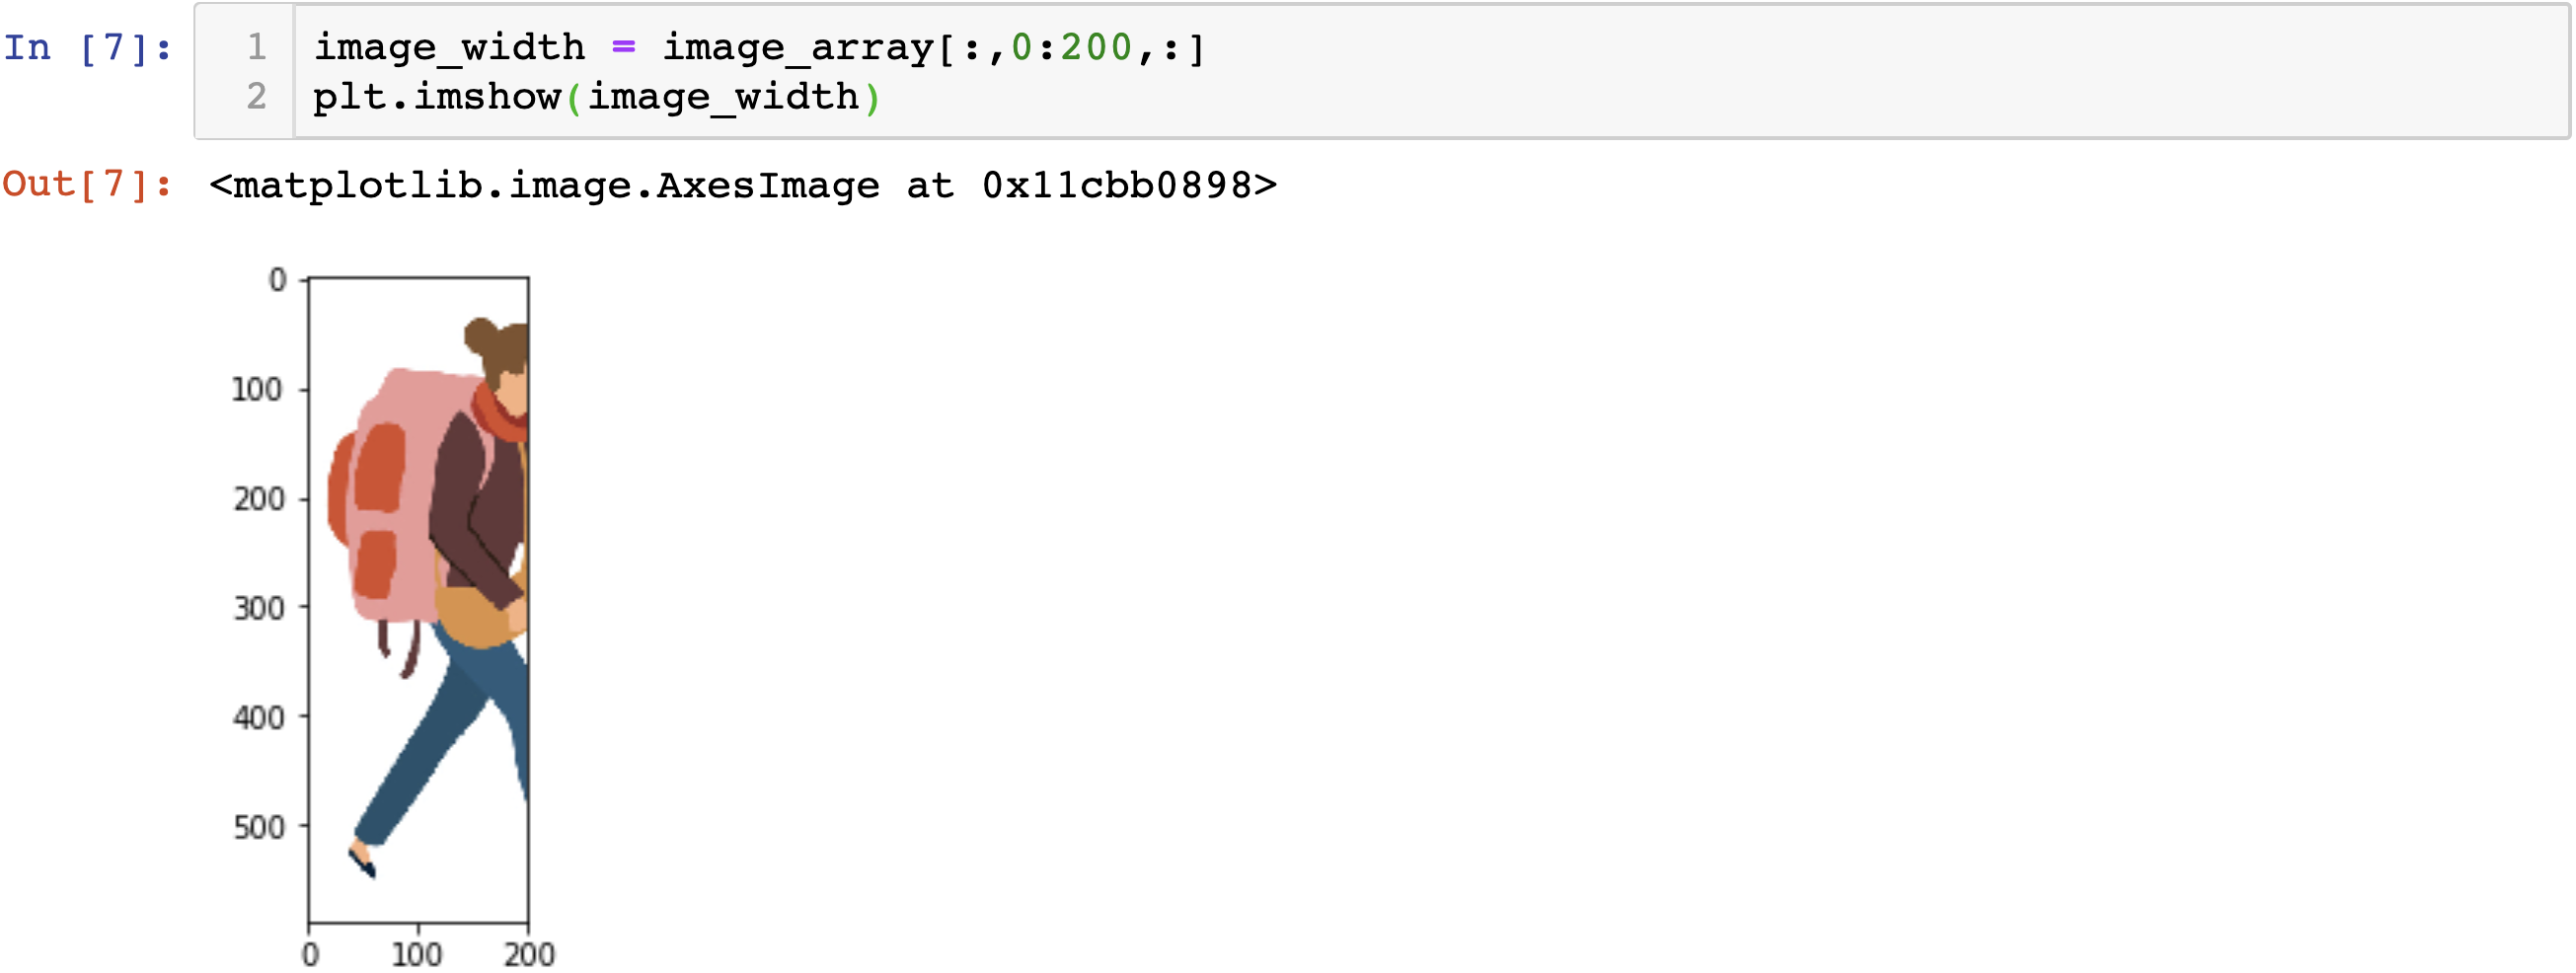 In [7]: 1 image_width = image_array[:,0:200,:]
2 plt.imshow(image_width)
Out[7]: <matplotlib.image.AxesImage at 0x11cbb0898>
0
100
200
300
400
500
0 100 200